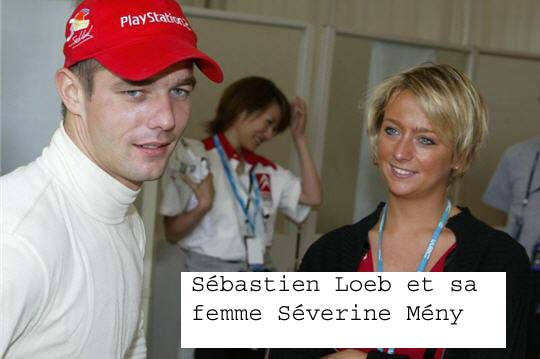 PlayStation
Sébastien Loeb et sa
femme Séverine Mény